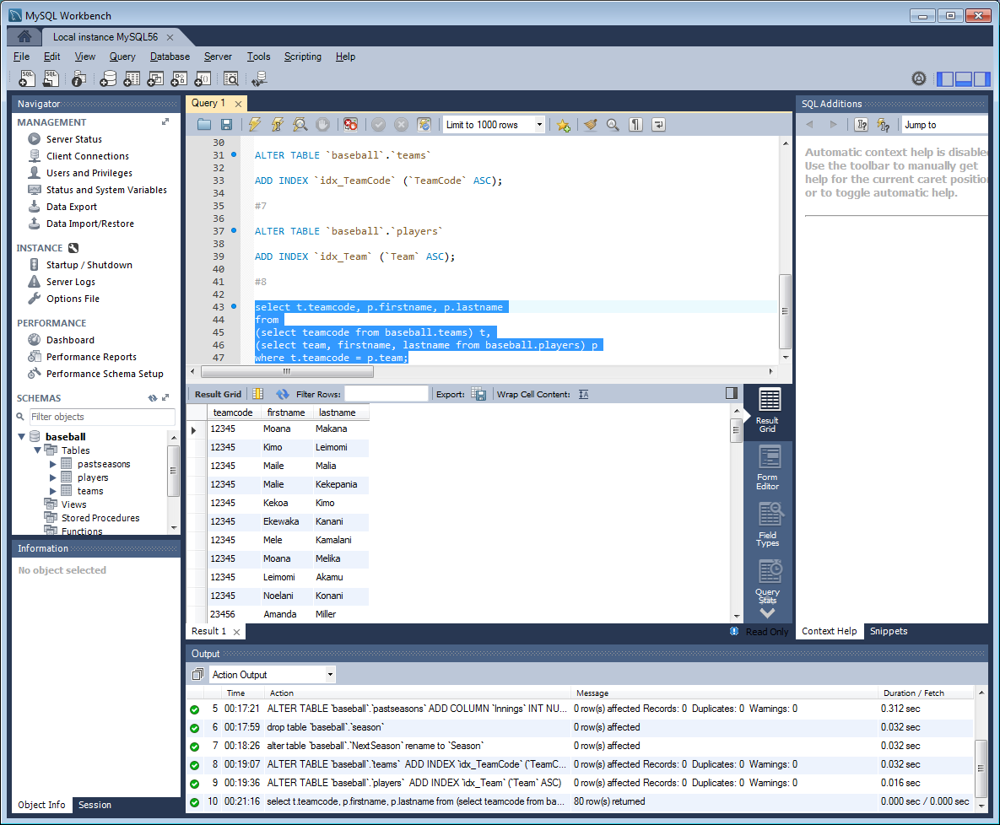 MySQL Workbench
Local instance MySQL56
File Edit View Query Database Server Tools Scripting Help
Navigator
MANAGEMENT
Server Status
Client Connections
Users and Privileges
Status and System Variables
Data Export
Data Import/Restore
INSTANCE
Startup / Shutdown
Server Logs
Options File
PERFORMANCE
Dashboard
Performance Reports
Performance Schema Setup
SCHEMAS
Filter objects
baseball
Tables
pastseasons
players
teams
Views
Stored Procedures
Functions
Information
No object selected
Object Info Session
Query 1
Limit to 1000 rows
30
31 ALTER TABLE `baseball`.`teams`
32
33 ADD INDEX `idx_TeamCode` (`TeamCode` ASC);
34
35 #7
36
37 ALTER TABLE `baseball`.`players`
38
39 ADD INDEX `idx_Team` (`Team` ASC);
40
41 #8
42
43 select t.teamcode, p.firstname, p.lastname
44 from
45 (select teamcode from baseball.teams) t,
46 (select team, firstname, lastname from baseball.players) p
47 where t.teamcode = p.team;
Result Grid Filter Rows: Export: Wrap Cell Content:
teamcode firstname lastname
12345 Moana Makana
12345 Kimo Leimomi
12345 Maile Malia
12345 Malie Kekepania
12345 Kekoa Kimo
12345 Ekewaka Kanani
12345 Mele Kamalani
12345 Moana Melika
12345 Leimomi Akamu
12345 Noelani Konani
23456 Amanda Miller
Result Grid
Form Editor
Field Types
Query Stats
Result 1
Read Only
SQL Additions
Jump to
Automatic context help is disabled
Use the toolbar to manually get
help for the current caret position
or to toggle automatic help.
Context Help Snippets
Output
Action Output
Time Action Message Duration / Fetch
5 00:17:21 ALTER TABLE `baseball`.`pastseasons` ADD COLUMN `Innings` INT NU... 0 row(s) affected Records: 0 Duplicates: 0 Warnings: 0 0.312 sec
6 00:17:59 drop table `baseball`.`season` 0 row(s) affected 0.032 sec
7 00:18:26 alter table `baseball`.`NextSeason` rename to `Season` 0 row(s) affected 0.032 sec
8 00:19:07 ALTER TABLE `baseball`.`teams` ADD INDEX `idx_TeamCode` (`TeamC... 0 row(s) affected Records: 0 Duplicates: 0 Warnings: 0 0.032 sec
9 00:19:36 ALTER TABLE `baseball`.`players` ADD INDEX `idx_Team` (`Team` ASC) 0 row(s) affected Records: 0 Duplicates: 0 Warnings: 0 0.016 sec
10 00:21:16 select t.teamcode, p.firstname, p.lastname from (select teamcode from ba... 80 row(s) returned 0.000 sec / 0.000 sec